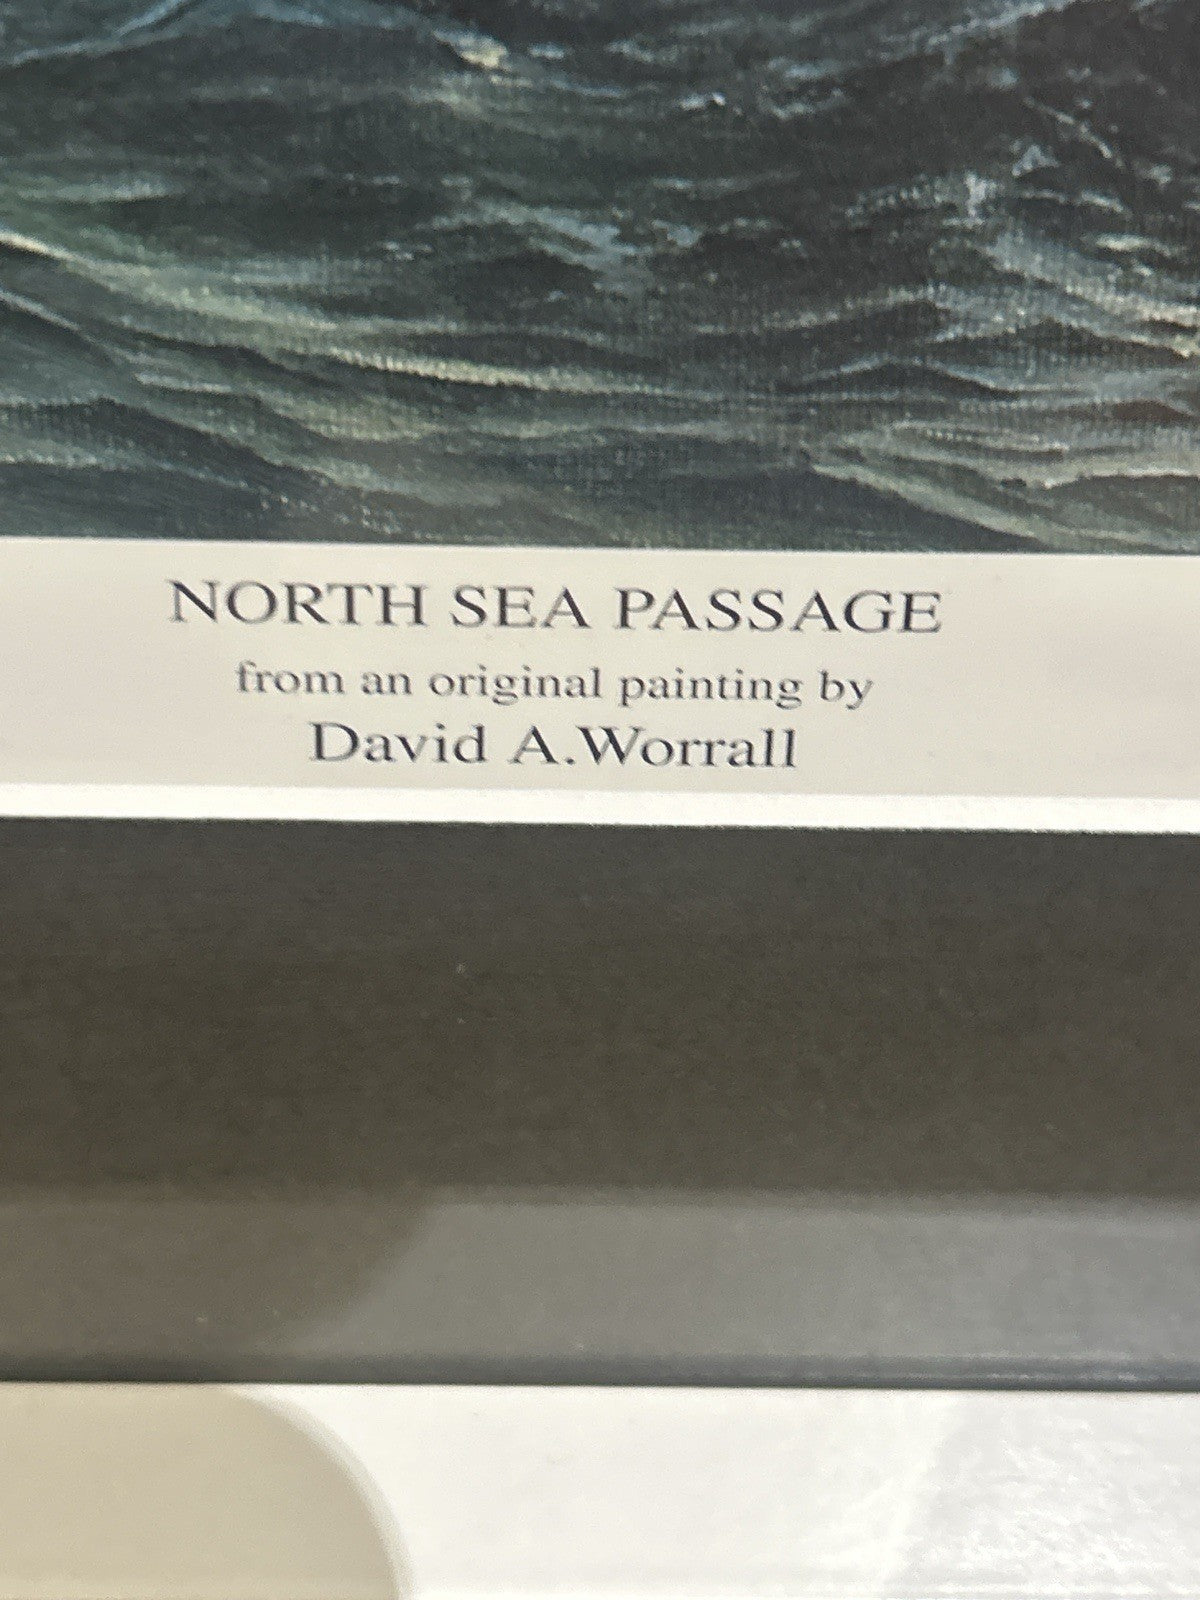 NORTH SEA PASSAGE
from an original painting by
David A.Worrall